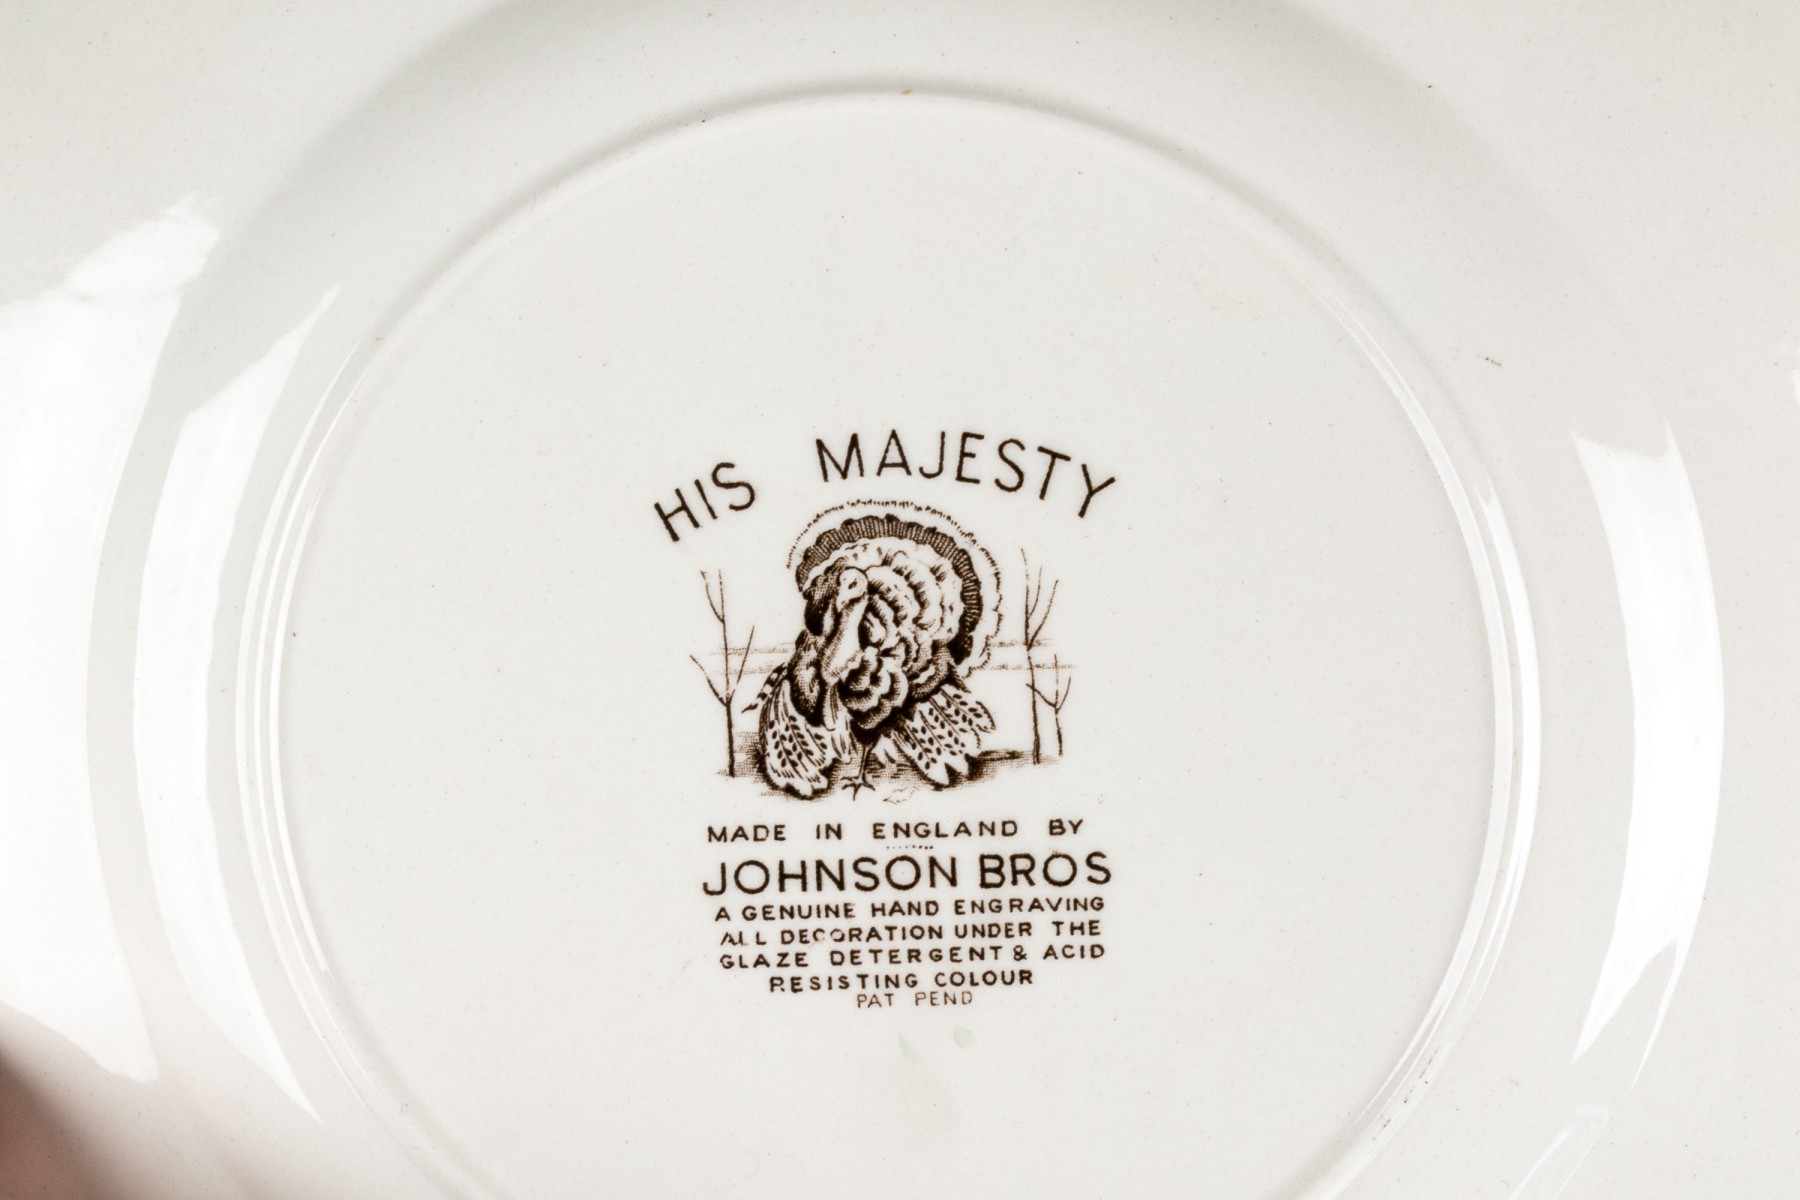 HIS MAJESTY
MADE IN ENGLAND BY
JOHNSON BROS
A GENUINE HAND ENGRAVING
ALL DECORATION UNDER THE
GLAZE DETERGENT & ACID
RESISTING COLOUR
PAT PEND